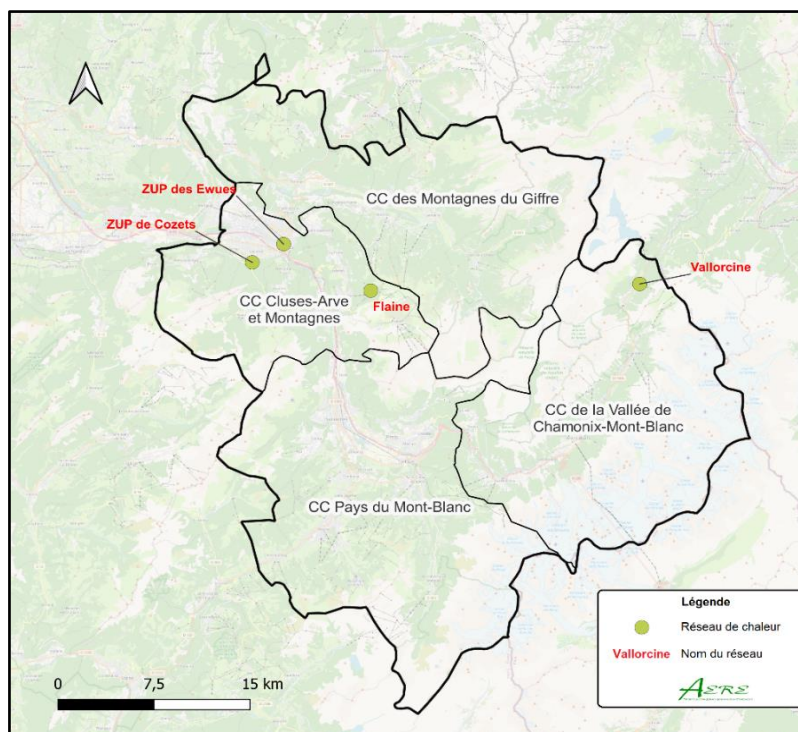 ZUP des Ewues
ZUP de Cozets
CC des Montagnes du Giffre
Vallorcine
CC Cluses-Arve
et Montagnes
Flaine
CC de la Vallée de
Chamonix-Mont-Blanc
CC Pays du Mont-Blanc
Légende
Réseau de chaleur
Vallorcine Nom du réseau
AERE
0 7,5 15 km